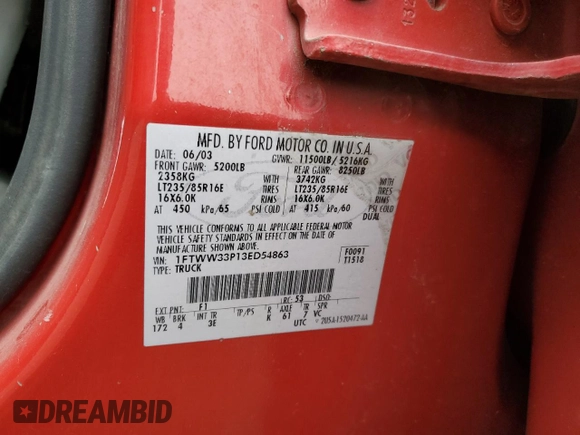 MFD. BY FORD MOTOR CO. IN U.S.A.
DATE: 06/03 GVWR: 11500LB/ 5216KG
FRONT GAWR: 5200LB REAR GAWR: 8250LB
2358KG 3742KG
LT235/85R16E TIRES LT235/85R16E TIRES
16X6.0K RIMS 16X6.0K RIMS
AT 450 kPa/65 PSI COLD AT 415 kPa/60 PSI COLD
DUAL
THIS VEHICLE CONFORMS TO ALL APPLICABLE FEDERAL MOTOR
VEHICLE SAFETY STANDARDS IN EFFECT ON THE DATE OF
MANUFACTURE SHOWN ABOVE.
VIN: 1FTWW33P13ED54863 F0091
TYPE: TRUCK T1518
EXT PNT: F1 RC: 53 DSO:
WB BRK INT TR TP/PS R AXLE TR SPR
172 4 3E K 61 7 VC
UTC
DREAMBID